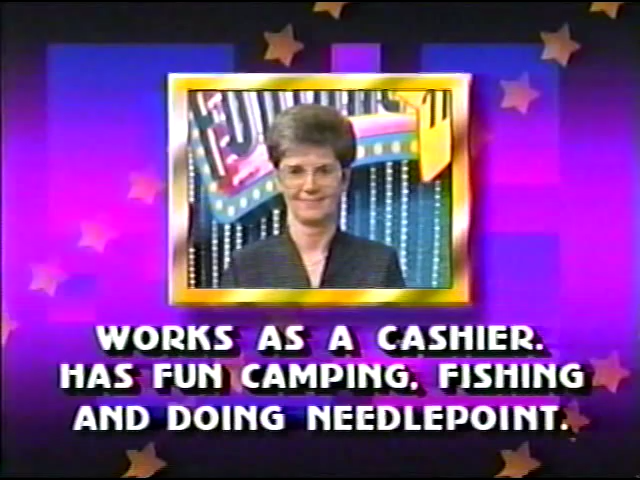 WORKS AS A CASHIER.
HAS FUN CAMPING, FISHING
AND DOING NEEDLEPOINT.